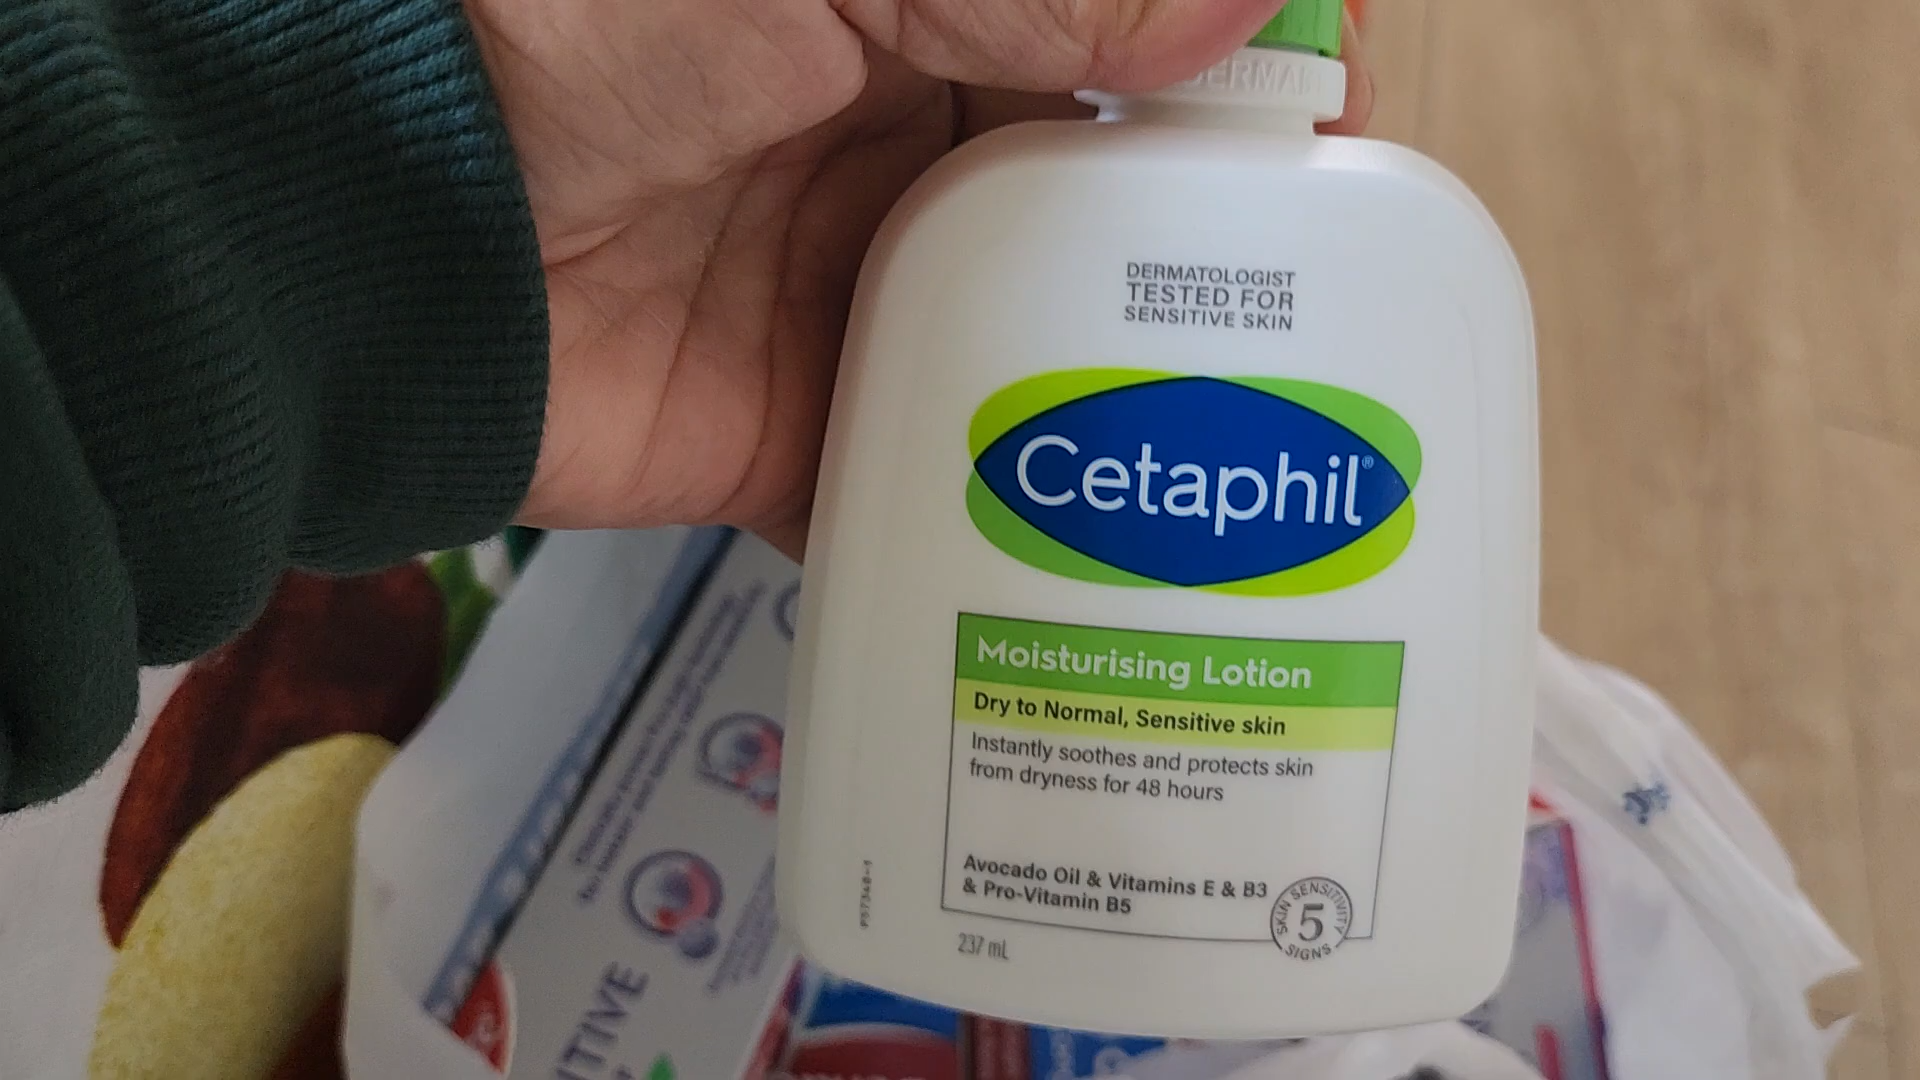 DERMATOLOGIST
TESTED FOR
SENSITIVE SKIN
Cetaphil®
Moisturising Lotion
Dry to Normal, Sensitive skin
Instantly soothes and protects skin
from dryness for 48 hours
Avocado Oil & Vitamins E & B3
& Pro-Vitamin B5
SKIN SENSITIVITY
5
SIGNS
237 mL